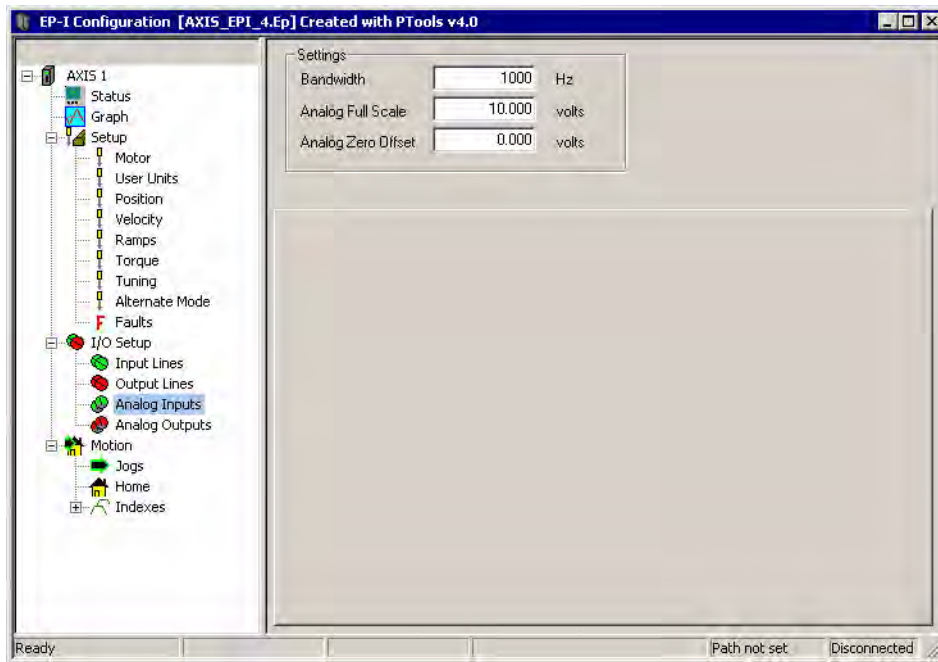 EP-I Configuration [AXIS_EPI_4.Ep] Created with PTools v4.0
AXIS 1
Status
Graph
Setup
Motor
User Units
Position
Velocity
Ramps
Torque
Tuning
Alternate Mode
F Faults
I/O Setup
Input Lines
Output Lines
Analog Inputs
Analog Outputs
Motion
Jogs
Home
Indexes
Settings
Bandwidth 1000 Hz
Analog Full Scale 10.000 volts
Analog Zero Offset 0.000 volts
Ready Path not set Disconnected